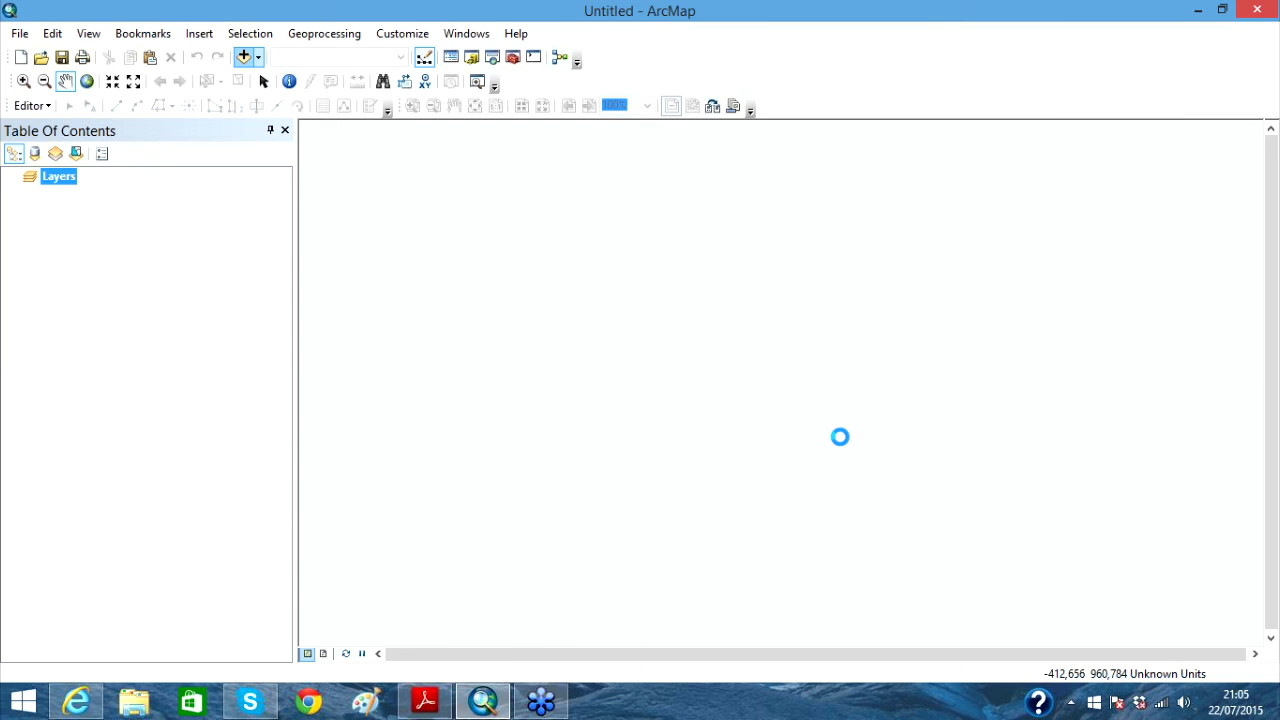 Untitled - ArcMap
File Edit View Bookmarks Insert Selection Geoprocessing Customize Windows Help
Editor
100%
Table Of Contents
Layers
-412,656 960,784 Unknown Units
21:05
22/07/2015